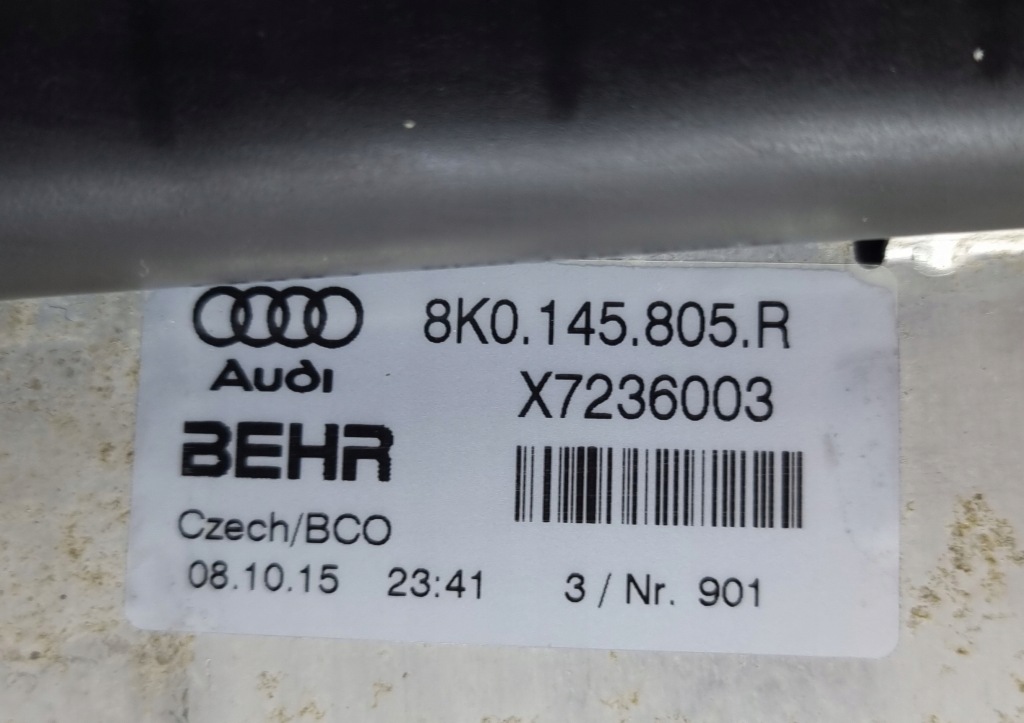 8K0.145.805.R
Audi
X7236003
BEHR
Czech/BCO
08.10.15 23:41 3 / Nr. 901